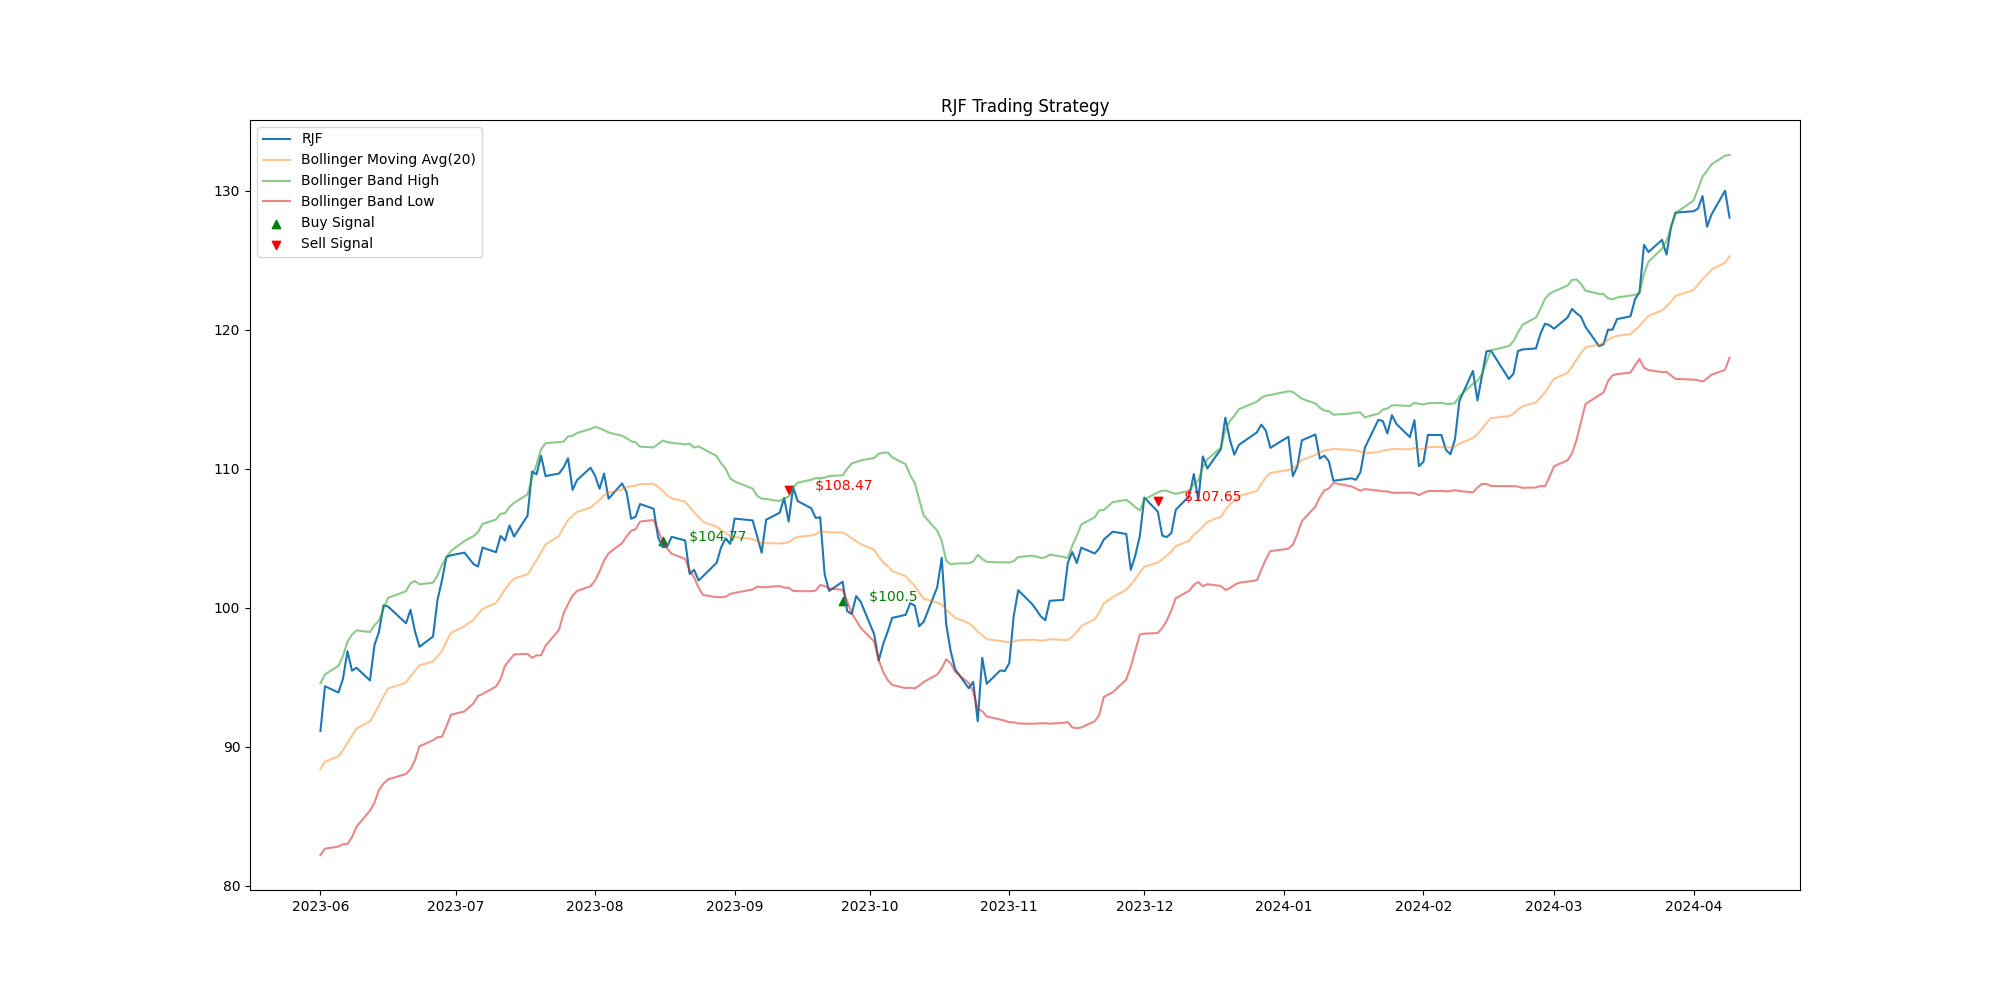 RJF Trading Strategy
RJF
Bollinger Moving Avg(20)
Bollinger Band High
Bollinger Band Low
Buy Signal
Sell Signal
130
120
110
100
90
80
$104.77
$108.47
$100.5
$107.65
2023-06 2023-07 2023-08 2023-09 2023-10 2023-11 2023-12 2024-01 2024-02 2024-03 2024-04